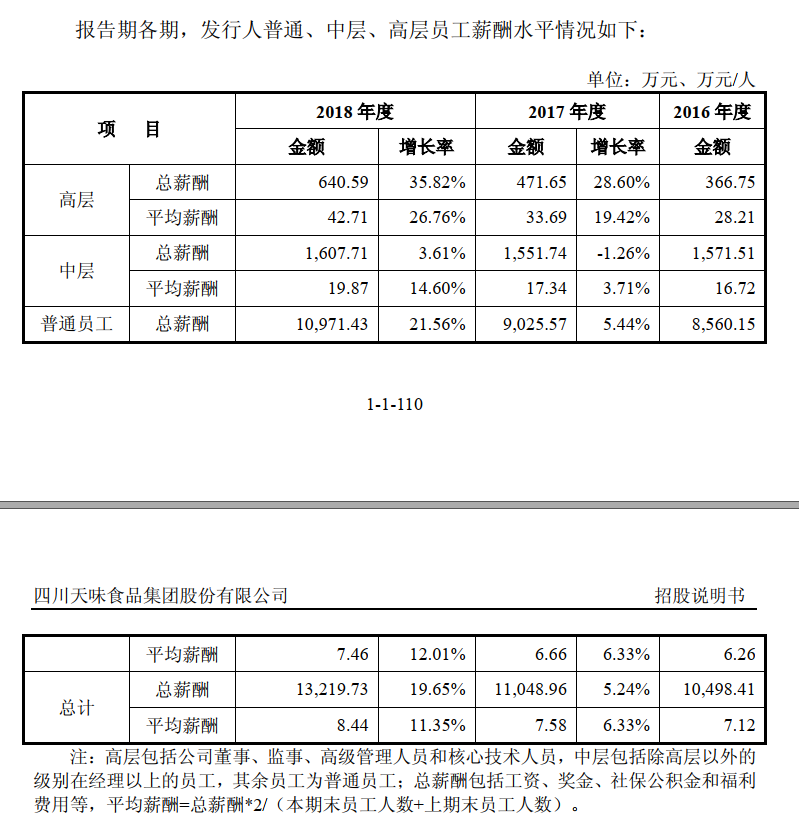 报告期各期，发行人普通、中层、高层员工薪酬水平情况如下：
单位：万元、万元/人
项 目 2018 年度 2017 年度 2016 年度
金额 增长率 金额 增长率 金额
高层 总薪酬 640.59 35.82% 471.65 28.60% 366.75
平均薪酬 42.71 26.76% 33.69 19.42% 28.21
中层 总薪酬 1,607.71 3.61% 1,551.74 -1.26% 1,571.51
平均薪酬 19.87 14.60% 17.34 3.71% 16.72
普通员工 总薪酬 10,971.43 21.56% 9,025.57 5.44% 8,560.15
1-1-110
四川天味食品集团股份有限公司 招股说明书
平均薪酬 7.46 12.01% 6.66 6.33% 6.26
总计 总薪酬 13,219.73 19.65% 11,048.96 5.24% 10,498.41
平均薪酬 8.44 11.35% 7.58 6.33% 7.12
注：高层包括公司董事、监事、高级管理人员和核心技术人员，中层包括除高层以外的
级别在经理以上的员工，其余员工为普通员工；总薪酬包括工资、奖金、社保公积金和福利
费用等，平均薪酬=总薪酬*2/（本期末员工人数+上期末员工人数）。